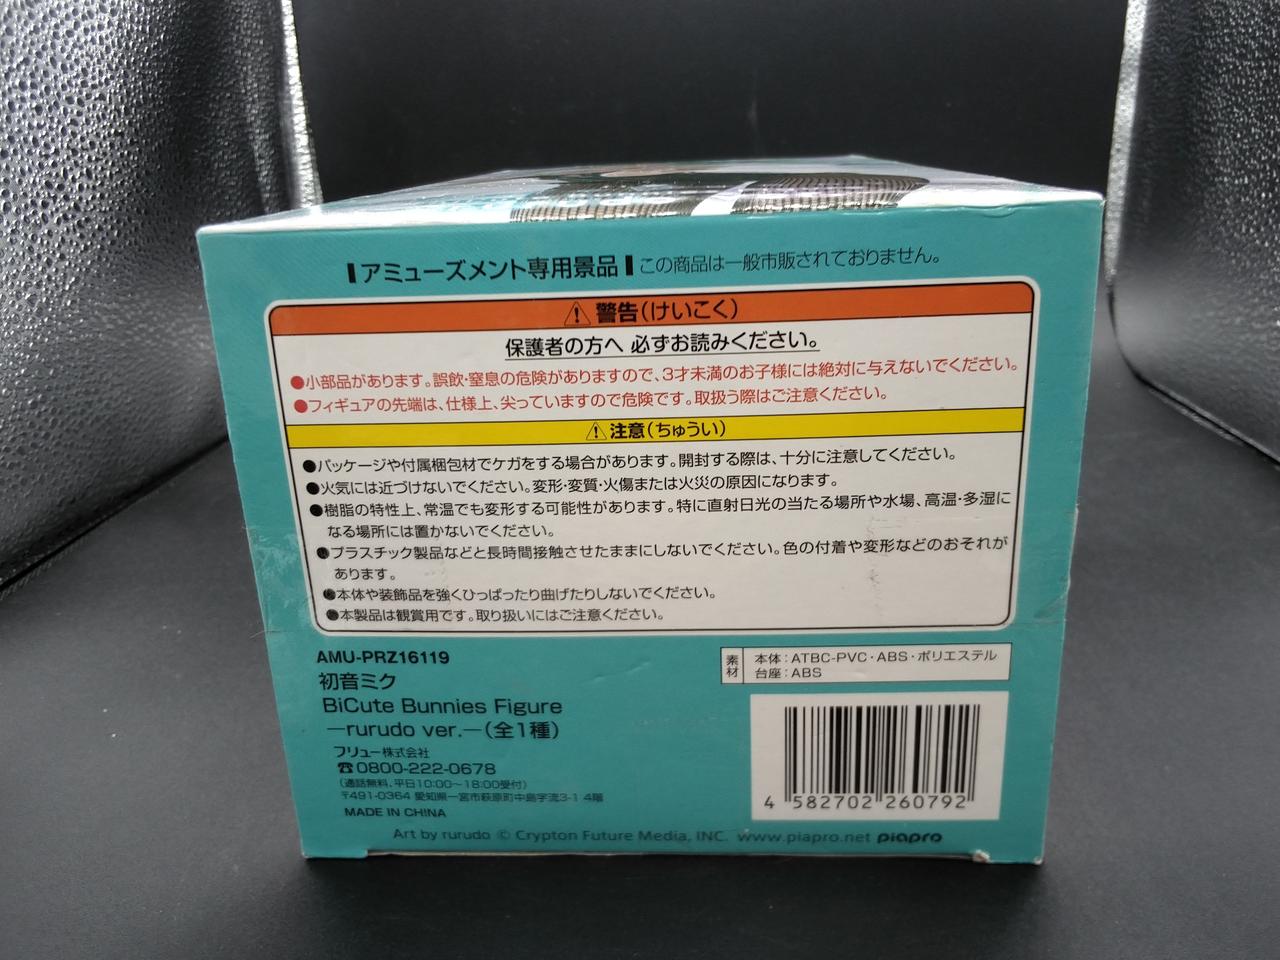 アミューズメント専用景品 この商品は一般市販されておりません。
警告(けいこく)
保護者の方へ 必ずお読みください。
●小部品があります。誤飲・窒息の危険がありますので、3才未満のお子様には絶対に与えないでください。
●フィギュアの先端は、仕様上、尖っていますので危険です。取扱う際はご注意ください。
注意(ちゅうい)
●パッケージや付属梱包材でケガをする場合があります。開封する際は、十分に注意してください。
●火気には近づけないでください。変形・変質・火傷または火災の原因になります。
●樹脂の特性上、常温でも変形する可能性があります。特に直射日光の当たる場所や水場、高温・多湿に
なる場所には置かないでください。
●プラスチック製品などと長時間接触させたままにしないでください。色の付着や変形などのおそれが
あります。
●本体や装飾品を強くひっぱったり曲げたりしないでください。
●本製品は観賞用です。取り扱いにはご注意ください。
AMU-PRZ16119
初音ミク
BiCute Bunnies Figure
—rurudo ver.—(全1種)
フリュー株式会社
☎0800-222-0678
(通話無料、平日10:00～18:00受付)
〒491-0364 愛知県一宮市萩原町中島字流3-1 4階
MADE IN CHINA
素材
本体：ATBC-PVC・ABS・ポリエステル
台座：ABS
4 582702 260792
Art by rurudo © Crypton Future Media, INC. www.piapro.net piapro